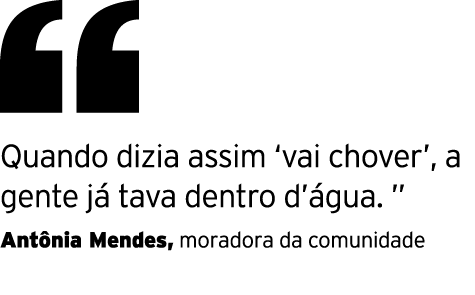 “
Quando dizia assim ‘vai chover’, a
gente já tava dentro d’água. ”
Antônia Mendes, moradora da comunidade